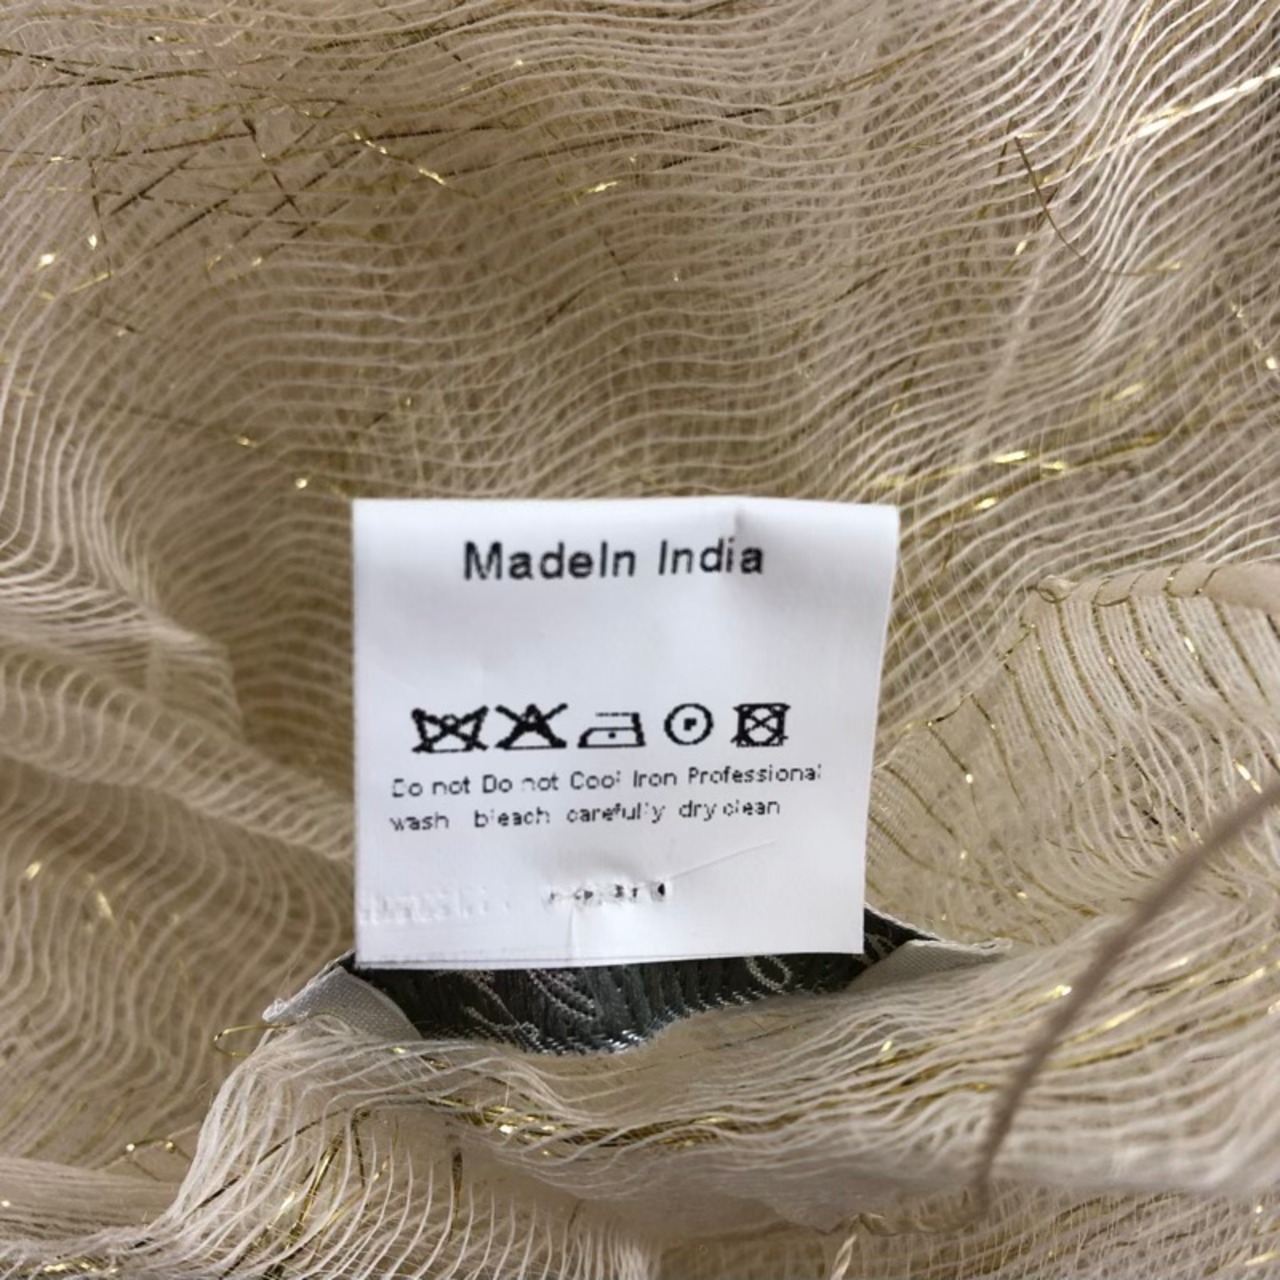 MadeIn India
P
Do not Do not Cool Iron Professional
wash bleach carefully dry clean